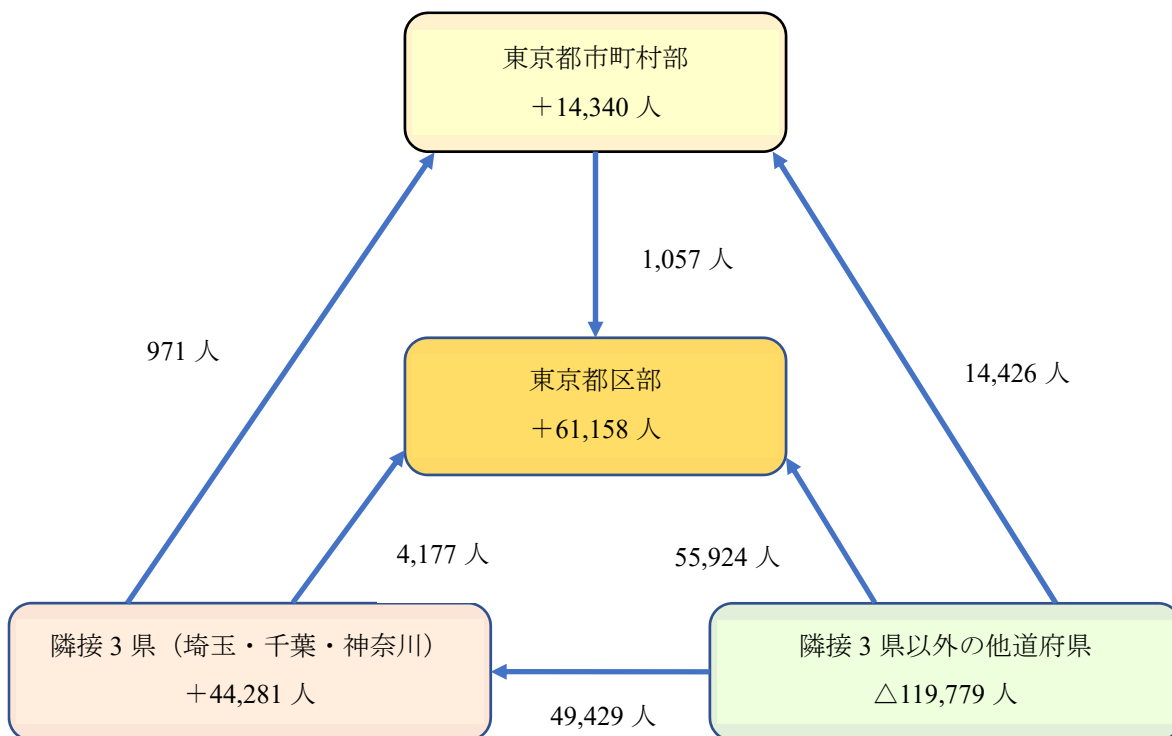 東京都市町村部
＋14,340 人
1,057 人
971 人
14,426 人
東京都区部
＋61,158 人
4,177 人
55,924 人
隣接 3 県（埼玉・千葉・神奈川）
＋44,281 人
隣接 3 県以外の他道府県
△119,779 人
49,429 人